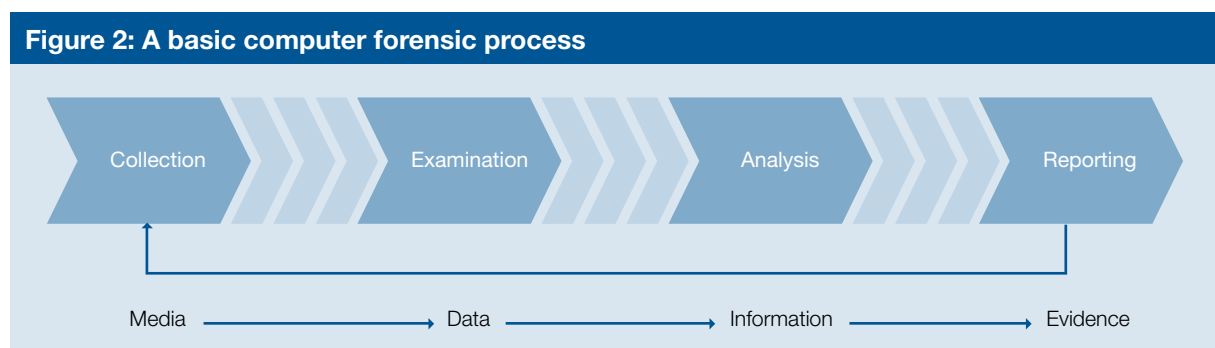 Figure 2: A basic computer forensic process
Collection Examination Analysis Reporting
Media Data Information Evidence